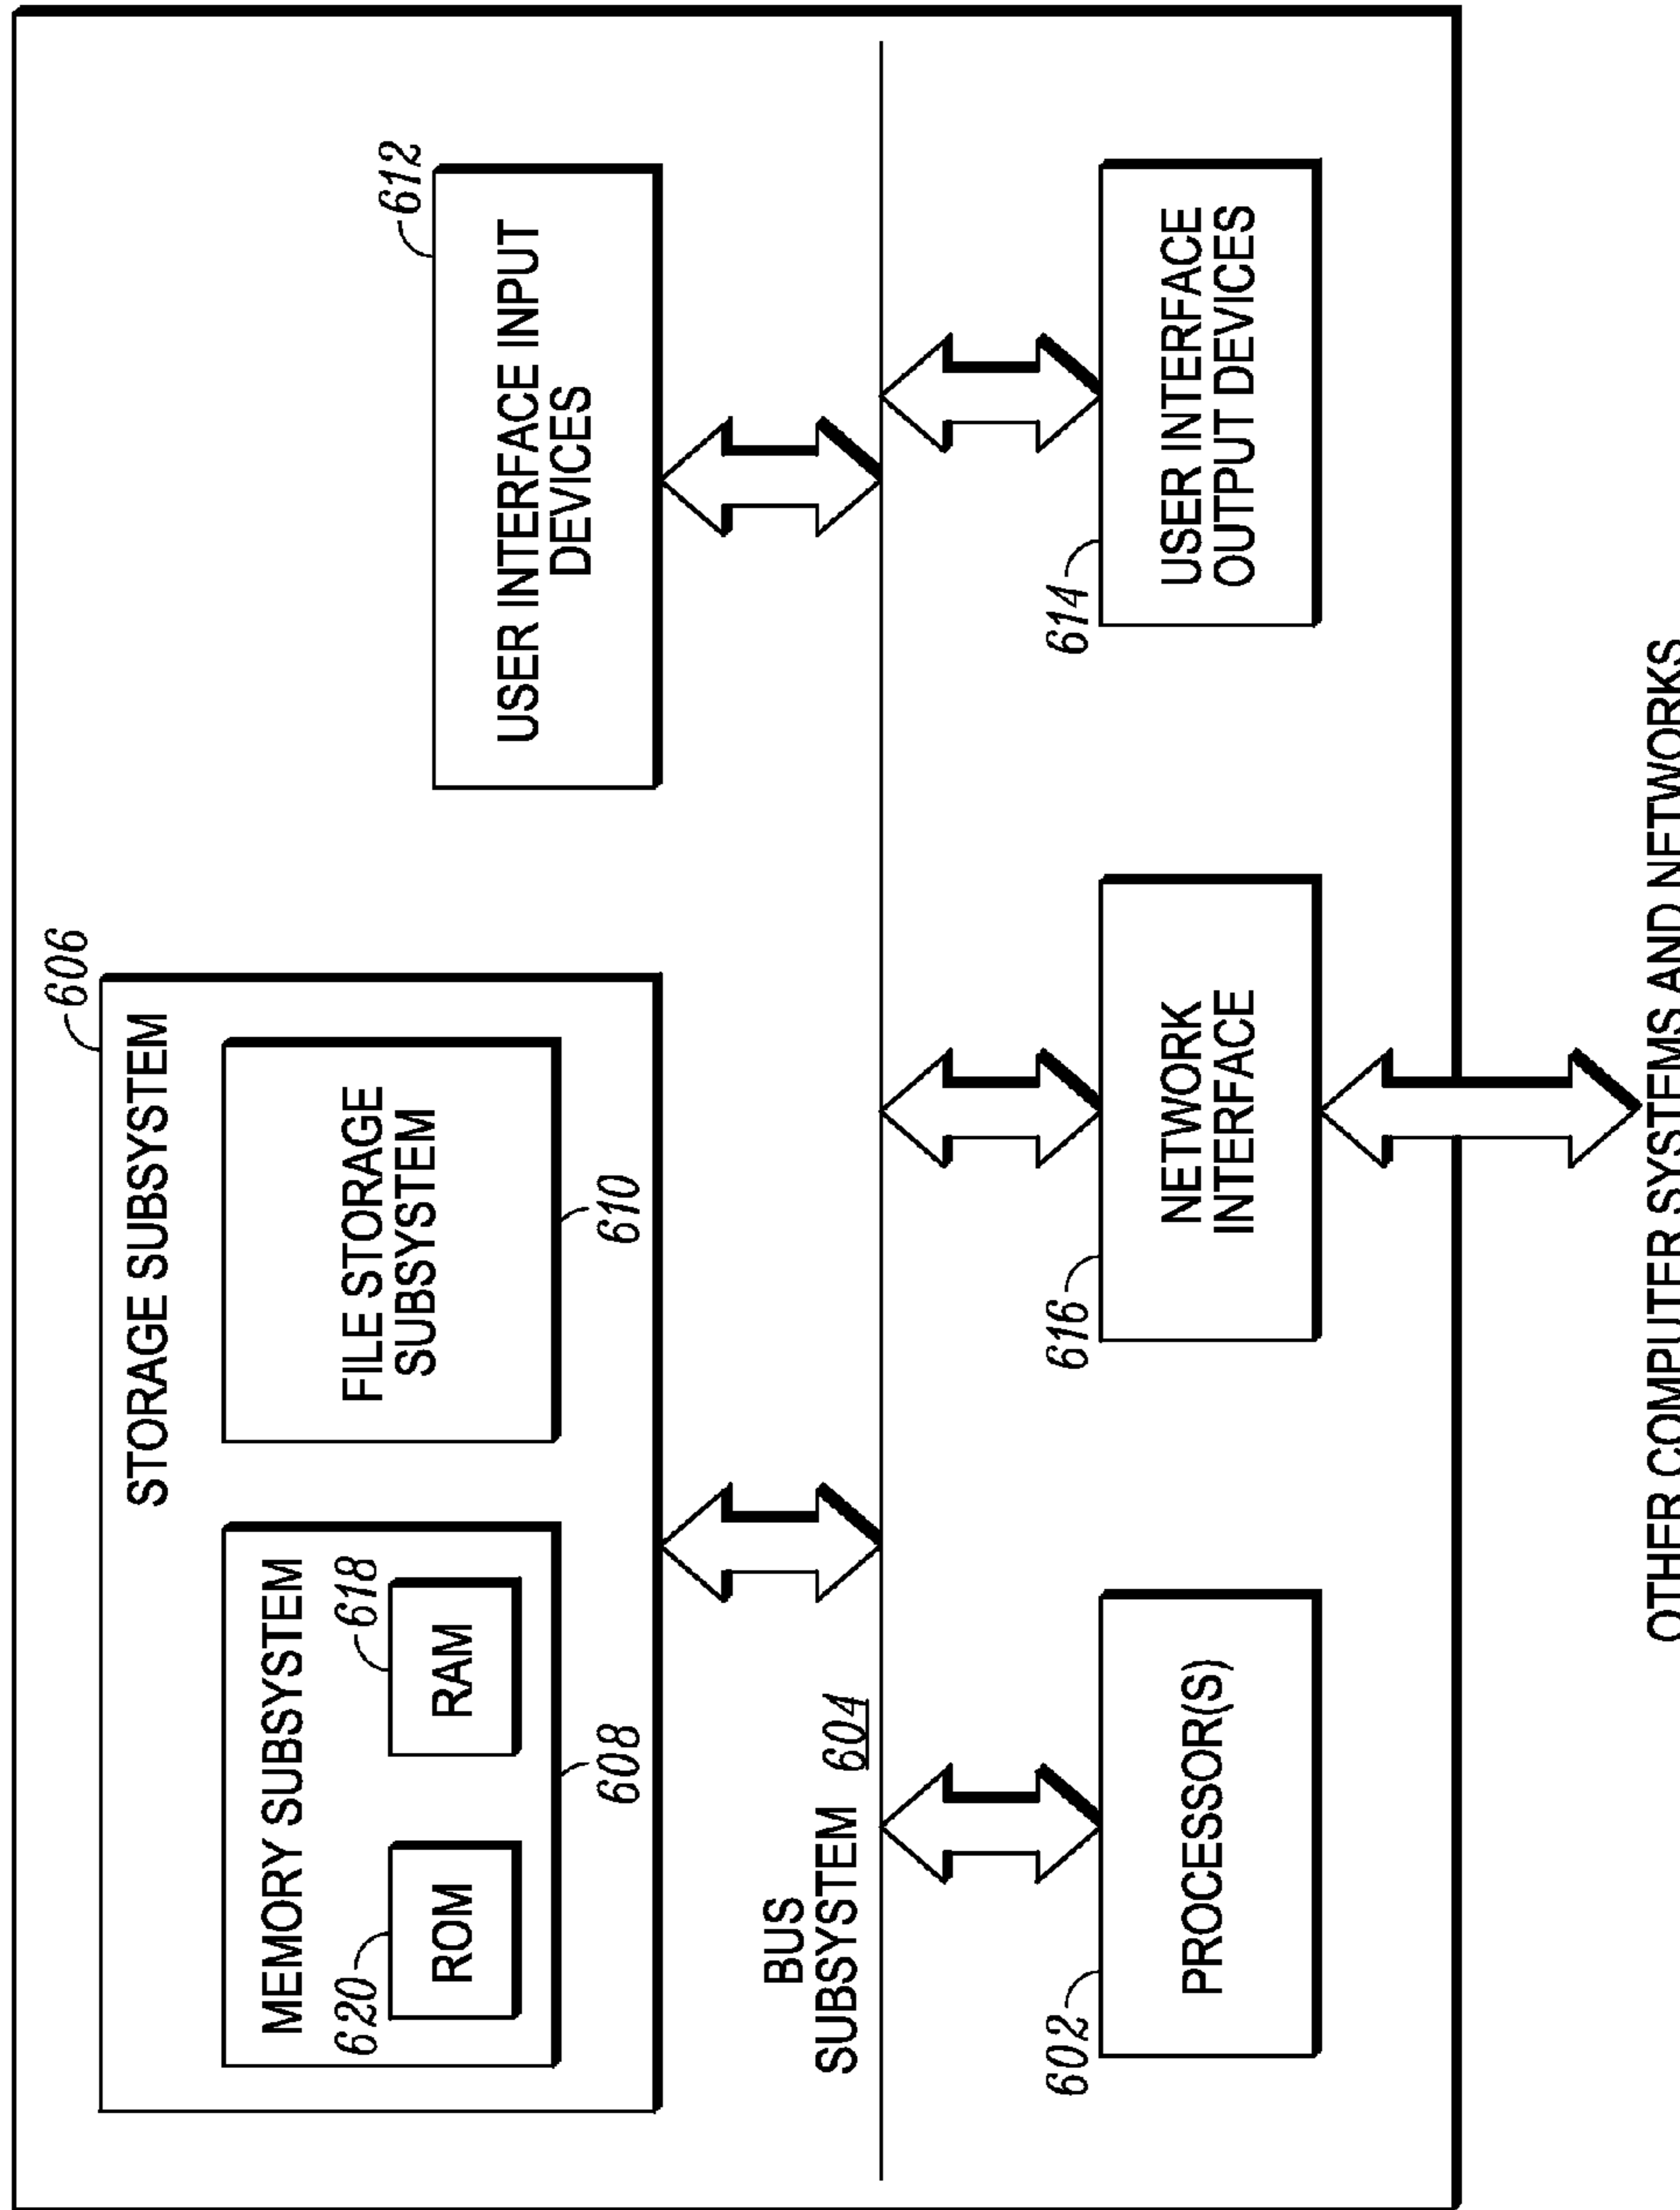 606
STORAGE SUBSYSTEM
MEMORY SUBSYSTEM
620
ROM
618
RAM
608
FILE STORAGE
SUBSYSTEM
610
612
USER INTERFACE INPUT
DEVICES
BUS
SUBSYSTEM 604
602
PROCESSOR(S)
616
NETWORK
INTERFACE
614
USER INTERFACE
OUTPUT DEVICES
OTHER COMPUTER SYSTEMS AND NETWORKS